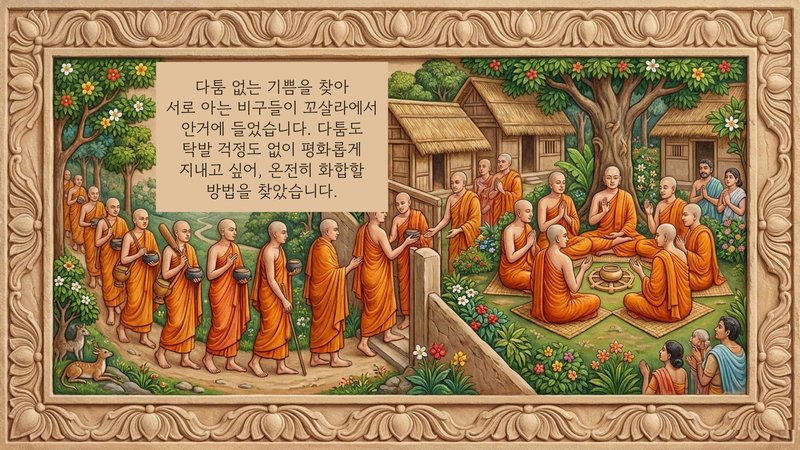 다툼 없는 기쁨을 찾아
서로 아는 비구들이 꼬살라에서
안거에 들었습니다. 다툼도
탁발 걱정도 없이 평화롭게
지내고 싶어, 온전히 화합할
방법을 찾았습니다.